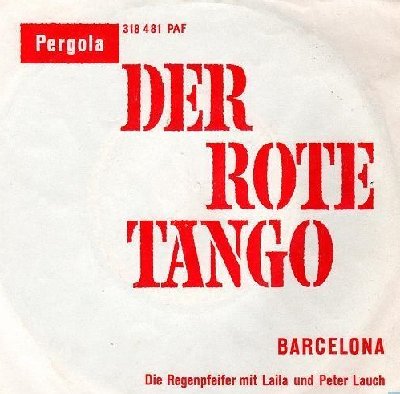 Pergola
318 481 PAF
DER
ROTE
TANGO
BARCELONA
Die Regenpfeifer mit Laila und Peter Lauch